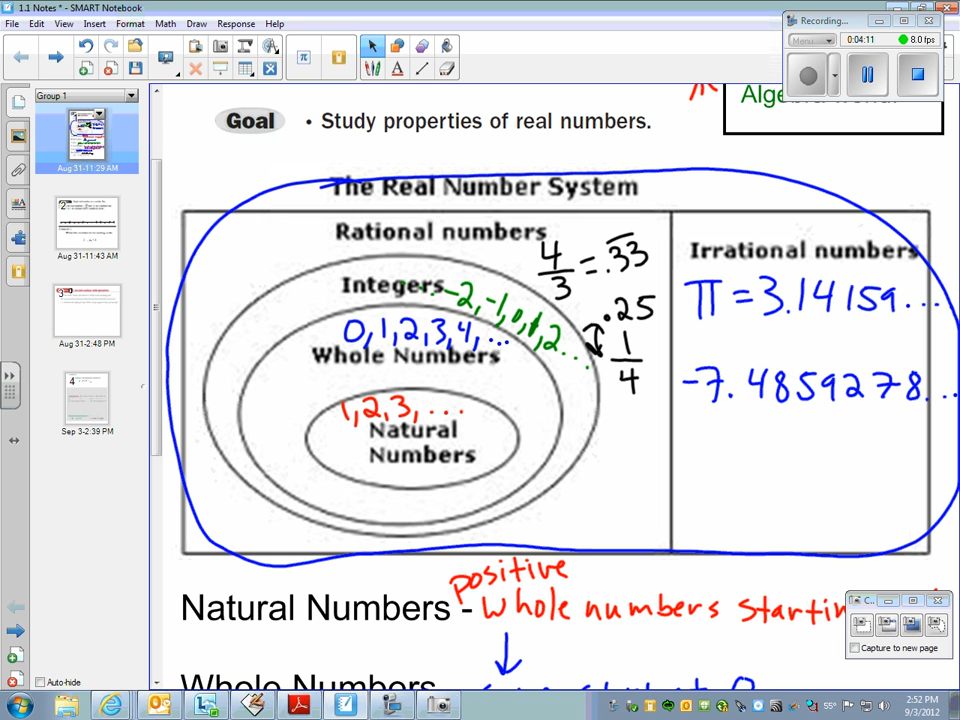 1.1 Notes * - SMART Notebook
File Edit View Insert Format Math Draw Response Help
Recording...
Menu
0:04:11 8.0 fps
Group 1
Aug 31-11:29 AM
Aug 31-11:43 AM
Aug 31-2:48 PM
Sep 3-2:39 PM
Auto-hide
Goal • Study properties of real numbers.
The Real Number System
Rational numbers
4/3 = .33
Integers
... -2, -1, 0, 1, 2 ...
.25
1/4
0, 1, 2, 3, 4, ...
Whole Numbers
1, 2, 3, ...
Natural
Numbers
Irrational numbers
π = 3.14159...
-7.4859278...
positive
Natural Numbers - Whole numbers startin
Whole Numbers
C...
Capture to new page
55°
2:52 PM
9/3/2012